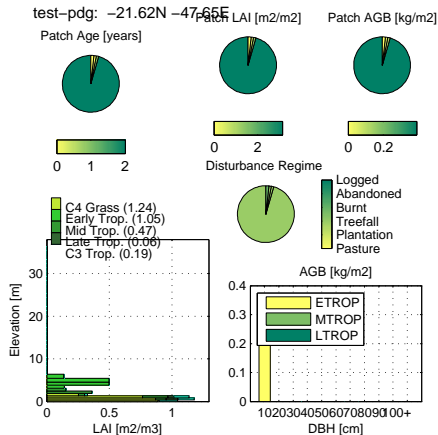 test-pdg:  −21.62N −47.65E
Patch Age [years]
Patch LAI [m2/m2]
Patch AGB [kg/m2]
0 1 2
0 2
0 0.2
Disturbance Regime
Logged
Abandoned
Burnt
Treefall
Plantation
Pasture
C4 Grass (1.24)
Early Trop. (1.05)
Mid Trop. (0.47)
Late Trop. (0.06)
C3 Trop. (0.19)
Elevation [m]
30
20
10
0
0 0.5 1
LAI [m2/m3]
AGB [kg/m2]
0.4
0.3
0.2
0.1
0
ETROP
MTROP
LTROP
102030405060708090100+
DBH [cm]